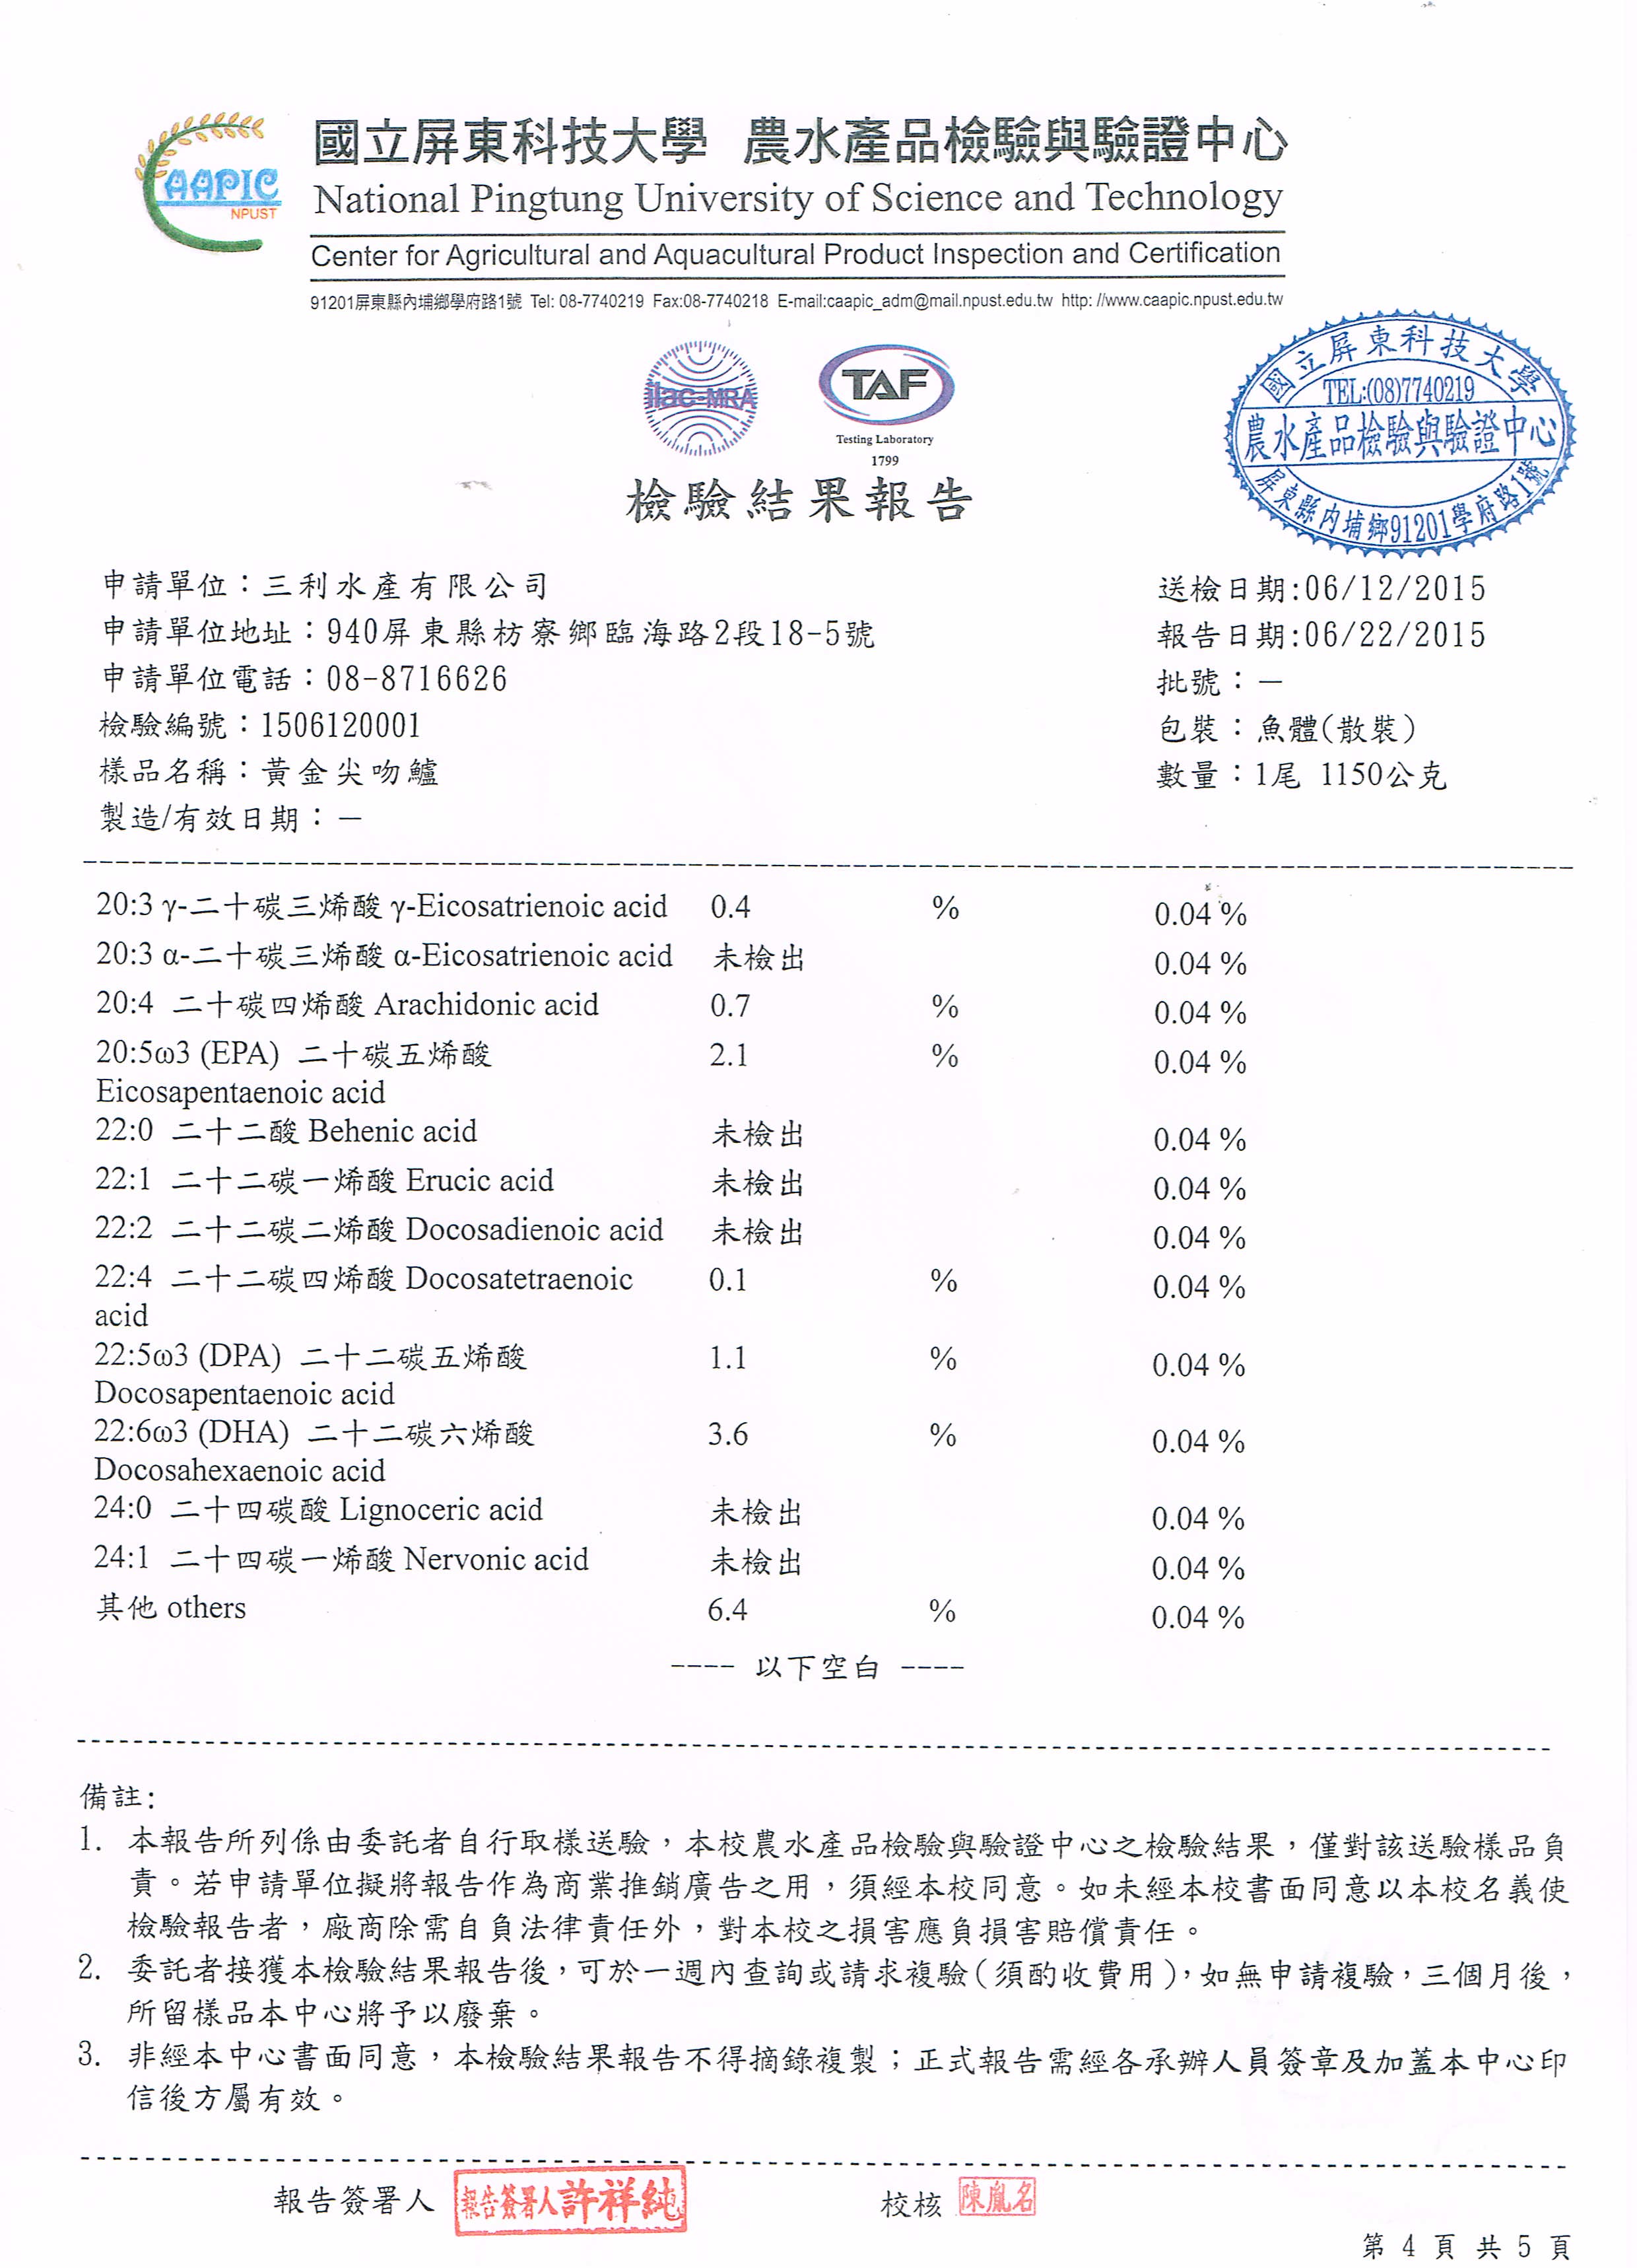 AAPIC
NPUST
國立屏東科技大學 農水產品檢驗與驗證中心
National Pingtung University of Science and Technology
Center for Agricultural and Aquacultural Product Inspection and Certification
91201屏東縣內埔鄉學府路1號 Tel: 08-7740219 Fax:08-7740218 E-mail:caapic_adm@mail.npust.edu.tw http: //www.caapic.npust.edu.tw
ilac-MRA
TAF
Testing Laboratory
1799
國立屏東科技大學
TEL:(08)7740219
農水產品檢驗與驗證中心
屏東縣內埔鄉91201學府路1號
檢驗結果報告
申請單位：三利水產有限公司 送檢日期:06/12/2015
申請單位地址：940屏東縣枋寮鄉臨海路2段18-5號 報告日期:06/22/2015
申請單位電話：08-8716626 批號：－
檢驗編號：1506120001 包裝：魚體(散裝)
樣品名稱：黃金尖吻鱸 數量：1尾 1150公克
製造/有效日期：－
20:3 γ-二十碳三烯酸 γ-Eicosatrienoic acid 0.4 % 0.04 %
20:3 α-二十碳三烯酸 α-Eicosatrienoic acid 未檢出 0.04 %
20:4 二十碳四烯酸 Arachidonic acid 0.7 % 0.04 %
20:5ω3 (EPA) 二十碳五烯酸 2.1 % 0.04 %
Eicosapentaenoic acid
22:0 二十二酸 Behenic acid 未檢出 0.04 %
22:1 二十二碳一烯酸 Erucic acid 未檢出 0.04 %
22:2 二十二碳二烯酸 Docosadienoic acid 未檢出 0.04 %
22:4 二十二碳四烯酸 Docosatetraenoic 0.1 % 0.04 %
acid
22:5ω3 (DPA) 二十二碳五烯酸 1.1 % 0.04 %
Docosapentaenoic acid
22:6ω3 (DHA) 二十二碳六烯酸 3.6 % 0.04 %
Docosahexaenoic acid
24:0 二十四碳酸 Lignoceric acid 未檢出 0.04 %
24:1 二十四碳一烯酸 Nervonic acid 未檢出 0.04 %
其他 others 6.4 % 0.04 %
---- 以下空白 ----
備註:
1. 本報告所列係由委託者自行取樣送驗，本校農水產品檢驗與驗證中心之檢驗結果，僅對該送驗樣品負
責。若申請單位擬將報告作為商業推銷廣告之用，須經本校同意。如未經本校書面同意以本校名義使
檢驗報告者，廠商除需自負法律責任外，對本校之損害應負損害賠償責任。
2. 委託者接獲本檢驗結果報告後，可於一週內查詢或請求複驗(須酌收費用)，如無申請複驗，三個月後，
所留樣品本中心將予以廢棄。
3. 非經本中心書面同意，本檢驗結果報告不得摘錄複製；正式報告需經各承辦人員簽章及加蓋本中心印
信後方屬有效。
報告簽署人 報告簽署人許祥純 校核 陳胤名
第 4 頁 共 5 頁